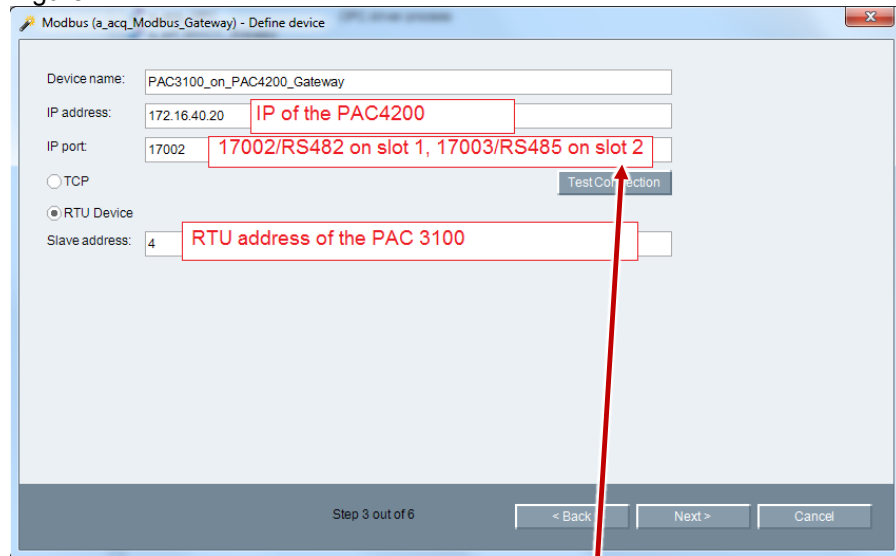 Modbus (a_acq_Modbus_Gateway) - Define device
Device name: PAC3100_on_PAC4200_Gateway
IP address: 172.16.40.20 IP of the PAC4200
IP port: 17002 17002/RS482 on slot 1, 17003/RS485 on slot 2
TCP
RTU Device
Slave address: 4 RTU address of the PAC 3100
Step 3 out of 6 < Back Next > Cancel